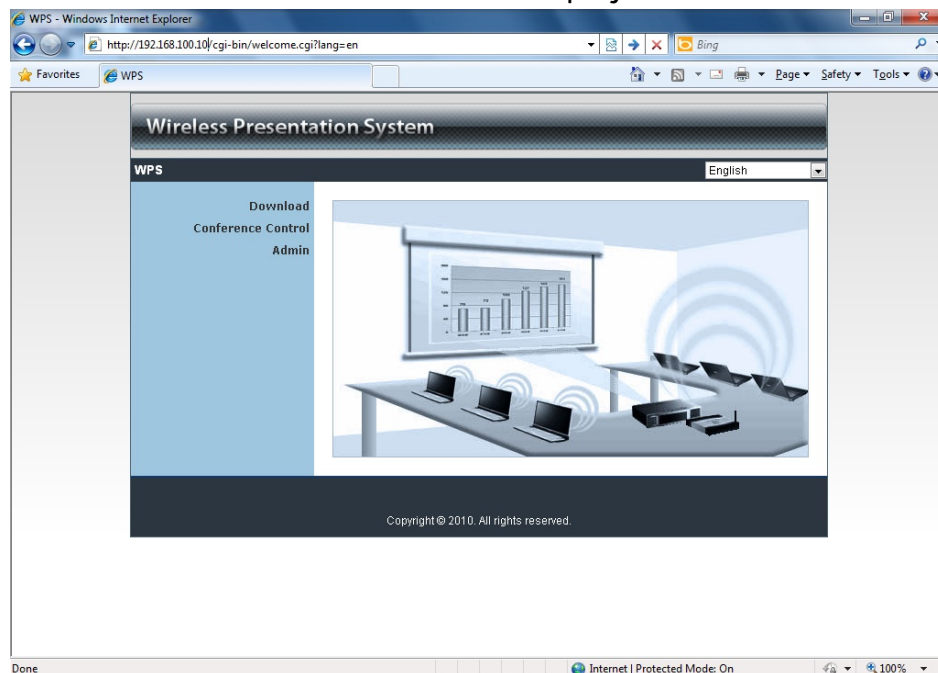 WPS - Windows Internet Explorer
http://192.168.100.10/cgi-bin/welcome.cgi?lang=en
Bing
Favorites
WPS
Page
Safety
Tools
Wireless Presentation System
WPS
English
Download
Conference Control
Admin
Copyright © 2010. All rights reserved.
Done
Internet | Protected Mode: On
100%